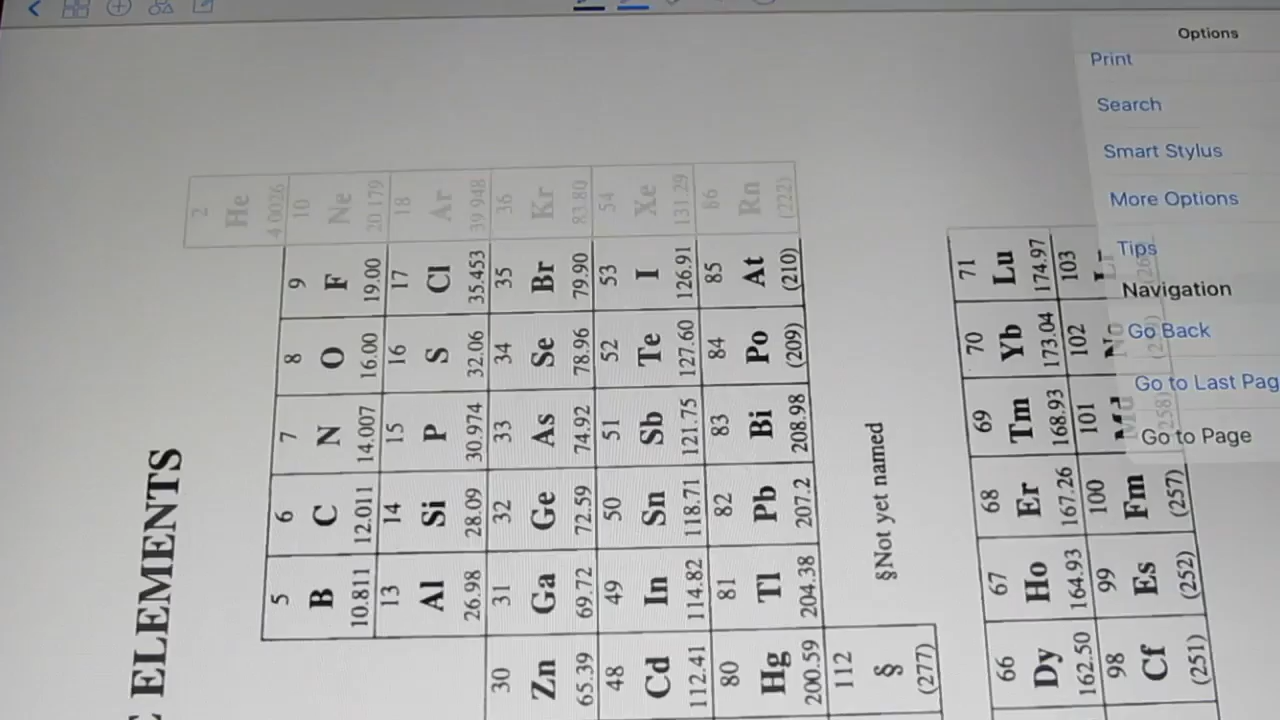 Options
Print
Search
Smart Stylus
More Options
Tips
Navigation
Go Back
Go to Last Pag
Go to Page
ELEMENTS
2
He
4.0026
5 6 7 8 9 10
B C N O F Ne
10.811 12.011 14.007 16.00 19.00 20 179
13 14 15 16 17 18
Al Si P S Cl Ar
26.98 28.09 30.974 32.06 35.453 39 948
30 31 32 33 34 35 36
Zn Ga Ge As Se Br Kr
65.39 69.72 72.59 74.92 78.96 79.90 83.80
48 49 50 51 52 53 54
Cd In Sn Sb Te I Xe
112.41 114.82 118.71 121.75 127.60 126.91 131.29
80 81 82 83 84 85 86
Hg Tl Pb Bi Po At Rn
200.59 204.38 207.2 208.98 (209) (210) (222)
112
§
(277)
§Not yet named
66 67 68 69 70 71
Dy Ho Er Tm Yb Lu
162.50 164.93 167.26 168.93 173.04 174.97
98 99 100 101 102 103
Cf Es Fm Md No Lr
(251) (252) (257) 258)